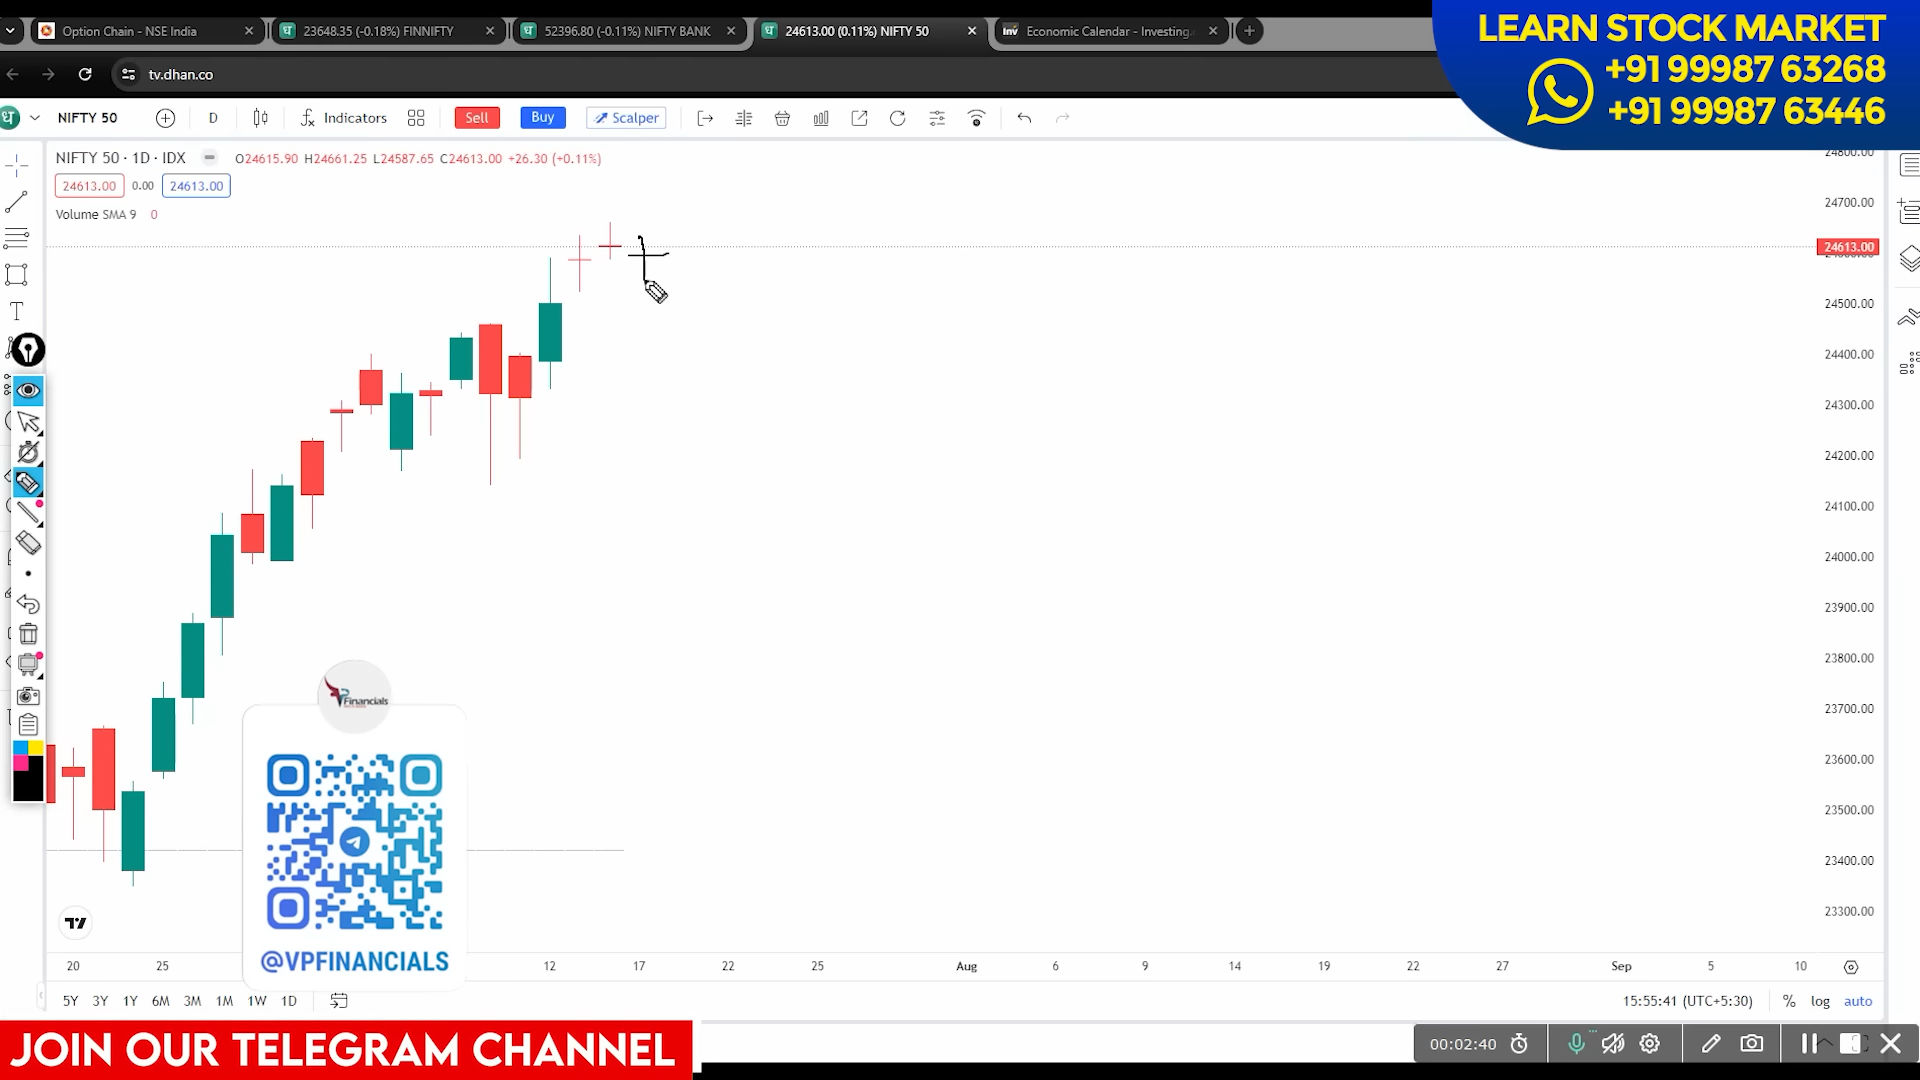 Option Chain - NSE India
23648.35 (-0.18%) FINNIFTY
52396.80 (-0.11%) NIFTY BANK
24613.00 (0.11%) NIFTY 50
inv Economic Calendar - Investing.
LEARN STOCK MARKET
+91 99987 63268
+91 99987 63446
tv.dhan.co
NIFTY 50 D Indicators Sell Buy Scalper
NIFTY 50 · 1D · IDX O24615.90 H24661.25 L24587.65 C24613.00 +26.30 (+0.11%)
24613.00 0.00 24613.00
Volume SMA 9 0
24800.00
24700.00
24613.00
24600.00
24500.00
24400.00
24300.00
24200.00
24100.00
24000.00
23900.00
23800.00
23700.00
23600.00
23500.00
23400.00
23300.00
Financials
@VPFINANCIALS
20 25 12 17 22 25 Aug 6 9 14 19 22 27 Sep 5 10
5Y 3Y 1Y 6M 3M 1M 1W 1D 15:55:41 (UTC+5:30) % log auto
JOIN OUR TELEGRAM CHANNEL
00:02:40